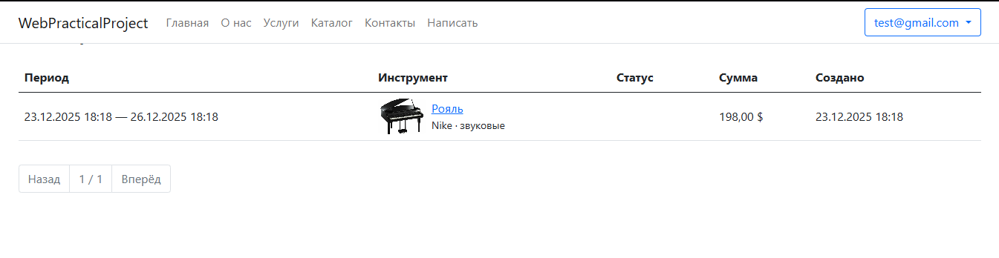 WebPracticalProject Главная О нас Услуги Каталог Контакты Написать test@gmail.com
Период Инструмент Статус Сумма Создано
23.12.2025 18:18 — 26.12.2025 18:18 Рояль 198,00 $ 23.12.2025 18:18
Nike · звуковые
Назад 1 / 1 Вперёд